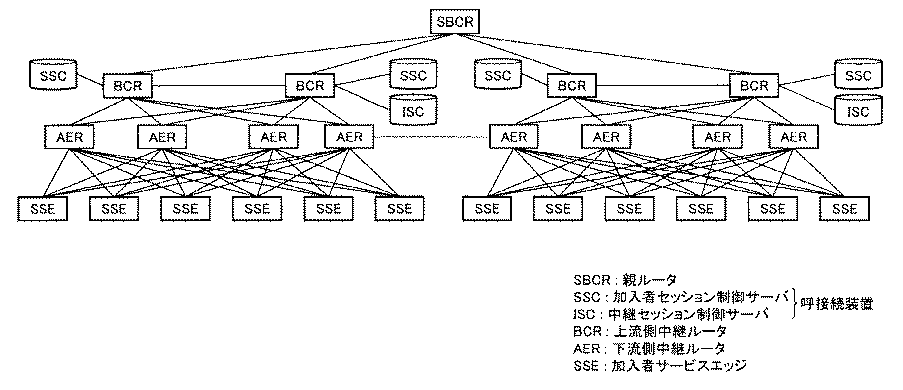 SBCR
SSC BCR BCR SSC SSC BCR BCR SSC
ISC ISC
AER AER AER AER AER AER AER AER
SSE SSE SSE SSE SSE SSE SSE SSE SSE SSE SSE SSE
SBCR : 親ルータ
SSC : 加入者セッション制御サーバ
ISC : 中継セッション制御サーバ
呼接続装置
BCR : 上流側中継ルータ
AER : 下流側中継ルータ
SSE : 加入者サービスエッジ